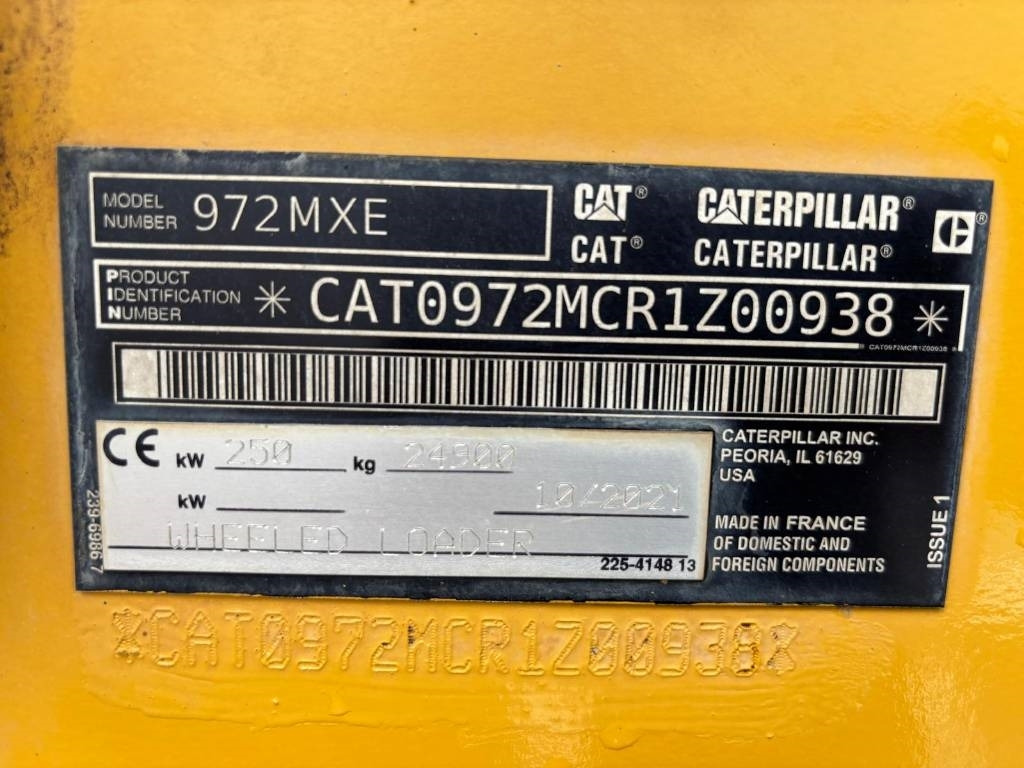 MODEL
NUMBER 972MXE
CAT® CATERPILLAR®
CAT® CATERPILLAR®
PRODUCT
IDENTIFICATION
NUMBER * CAT0972MCR1Z00938 *
* CAT0972MCR1Z00938 *
CE kW 250 kg 24900
kW 10/2021
WHEELED LOADER
225-4148 13
239-6986 7
CATERPILLAR INC.
PEORIA, IL 61629
USA
MADE IN FRANCE
OF DOMESTIC AND
FOREIGN COMPONENTS
ISSUE 1
*CAT0972MCR1Z00938*